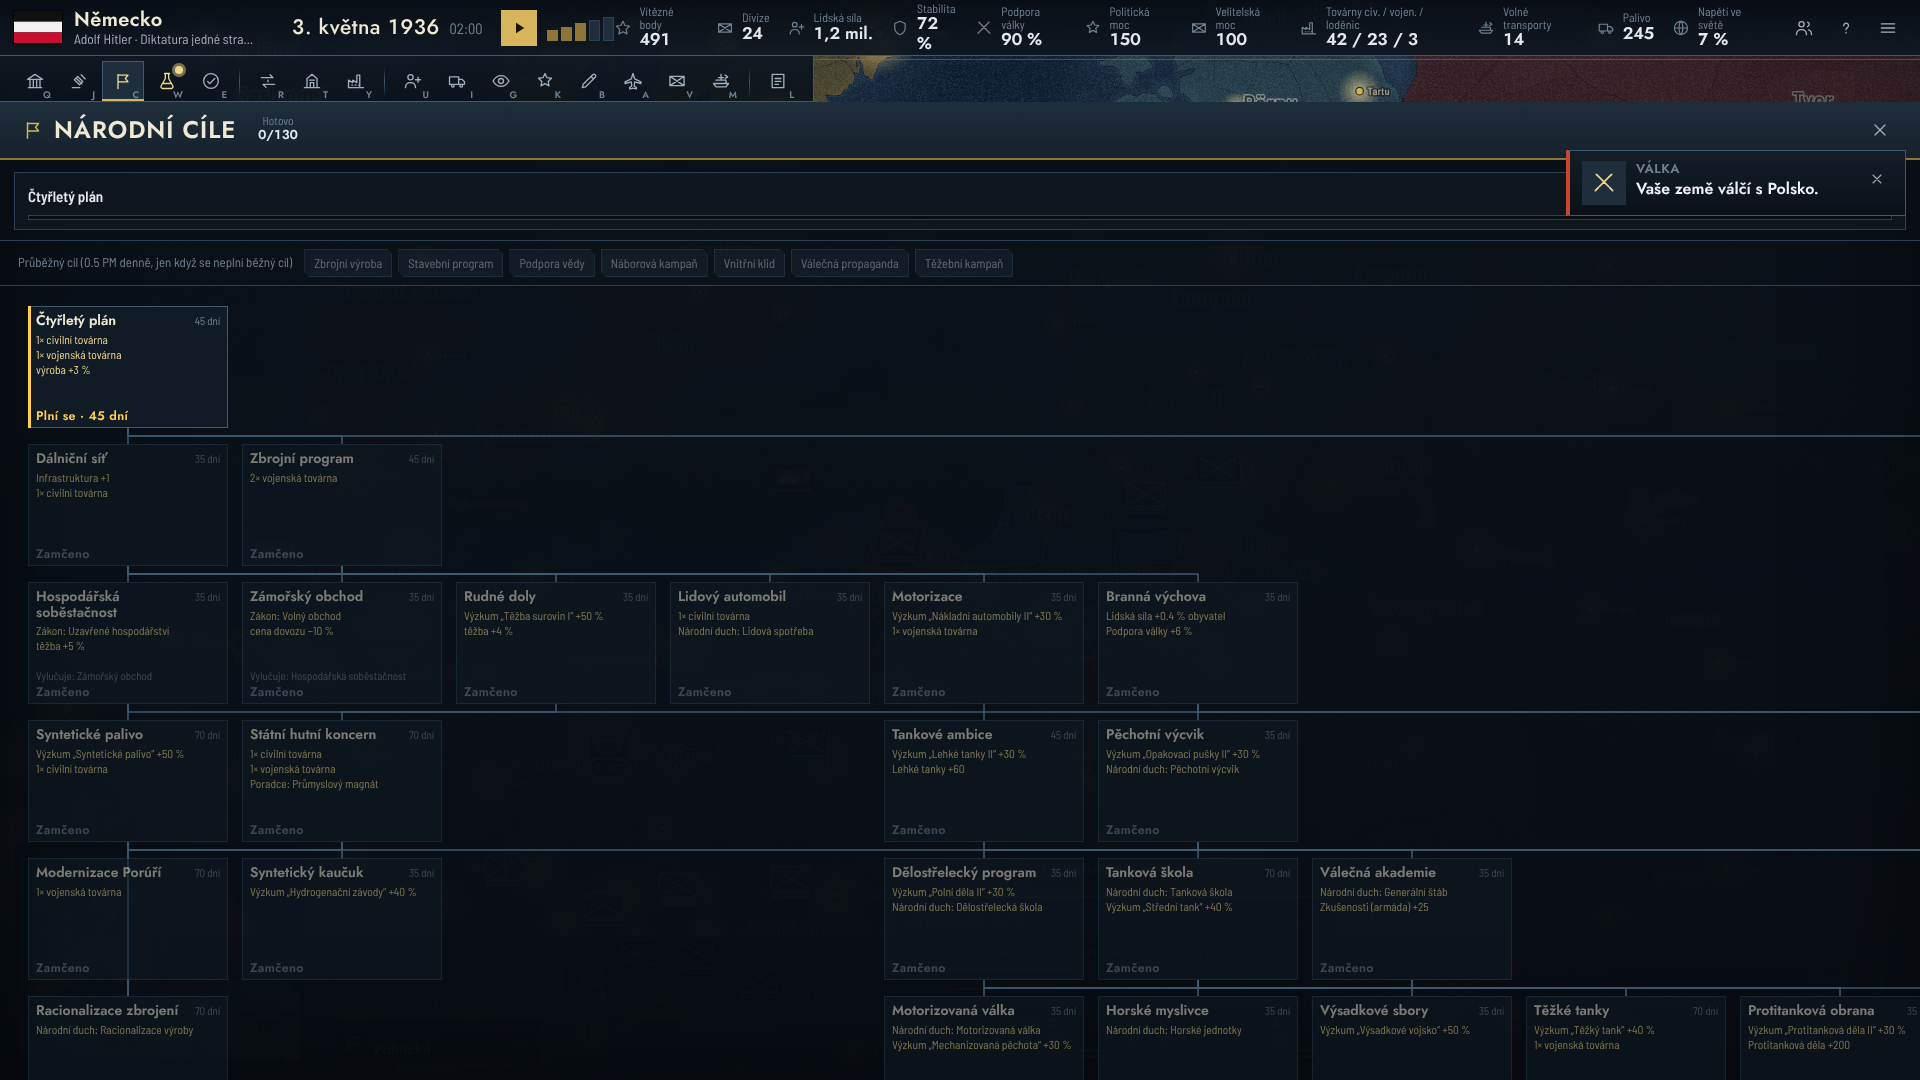 Německo
Adolf Hitler · Diktatura jedné stra...
3. května 1936 02:00
Vítězné body 491
Divize 24
Lidská síla 1,2 mil.
Stabilita 72 %
Podpora války 90 %
Politická moc 150
Velitelská moc 100
Továrny civ. / vojen. / loděnic 42 / 23 / 3
Volné transporty 14
Palivo 245
Napětí ve světě 7 %
Q J C W E R T Y U I G K B A V M L
Tartu
NÁRODNÍ CÍLE
Hotovo
0/130
VÁLKA
Vaše země válčí s Polsko.
Čtyřletý plán
Průběžný cíl (0.5 PM denně, jen když se neplní běžný cíl)
Zbrojní výroba
Stavební program
Podpora vědy
Náborová kampaň
Vnitřní klid
Válečná propaganda
Těžební kampaň
Čtyřletý plán 45 dní
1× civilní továrna
1× vojenská továrna
výroba +3 %
Plní se · 45 dní
Dálniční síť 35 dní
Infrastruktura +1
1× civilní továrna
Zamčeno
Zbrojní program 45 dní
2× vojenská továrna
Zamčeno
Hospodářská soběstačnost 35 dní
Zákon: Uzavřené hospodářství
těžba +5 %
Vylučuje: Zámořský obchod
Zamčeno
Zámořský obchod 35 dní
Zákon: Volný obchod
cena dovozu −10 %
Vylučuje: Hospodářská soběstačnost
Zamčeno
Rudné doly 35 dní
Výzkum „Těžba surovin I“ +50 %
těžba +4 %
Zamčeno
Lidový automobil 35 dní
1× civilní továrna
Národní duch: Lidová spotřeba
Zamčeno
Motorizace 35 dní
Výzkum „Nákladní automobily II“ +30 %
1× vojenská továrna
Zamčeno
Branná výchova 35 dní
Lidská síla +0.4 % obyvatel
Podpora války +6 %
Zamčeno
Syntetické palivo 70 dní
Výzkum „Syntetické palivo“ +50 %
1× civilní továrna
Zamčeno
Státní hutní koncern 70 dní
1× civilní továrna
1× vojenská továrna
Poradce: Průmyslový magnát
Zamčeno
Tankové ambice 45 dní
Výzkum „Lehké tanky II“ +30 %
Lehké tanky +60
Zamčeno
Pěchotní výcvik 35 dní
Výzkum „Opakovací pušky II“ +30 %
Národní duch: Pěchotní výcvik
Zamčeno
Modernizace Porúří 70 dní
1× vojenská továrna
Zamčeno
Syntetický kaučuk 35 dní
Výzkum „Hydrogenační závody“ +40 %
Zamčeno
Dělostřelecký program 35 dní
Výzkum „Polní děla II“ +30 %
Národní duch: Dělostřelecká škola
Zamčeno
Tanková škola 70 dní
Národní duch: Tanková škola
Výzkum „Střední tank“ +40 %
Zamčeno
Válečná akademie 35 dní
Národní duch: Generální štáb
Zkušenosti (armáda) +25
Zamčeno
Racionalizace zbrojení 70 dní
Národní duch: Racionalizace výroby
Motorizovaná válka 35 dní
Národní duch: Motorizovaná válka
Výzkum „Mechanizovaná pěchota“ +30 %
Horské myslivce 35 dní
Národní duch: Horské jednotky
Výsadkové sbory 35 dní
Výzkum „Výsadkové vojsko“ +50 %
Těžké tanky 70 dní
Výzkum „Těžký tank“ +40 %
1× vojenská továrna
Protitanková obrana 35
Výzkum „Protitanková děla II“ +30 %
Protitanková děla +200